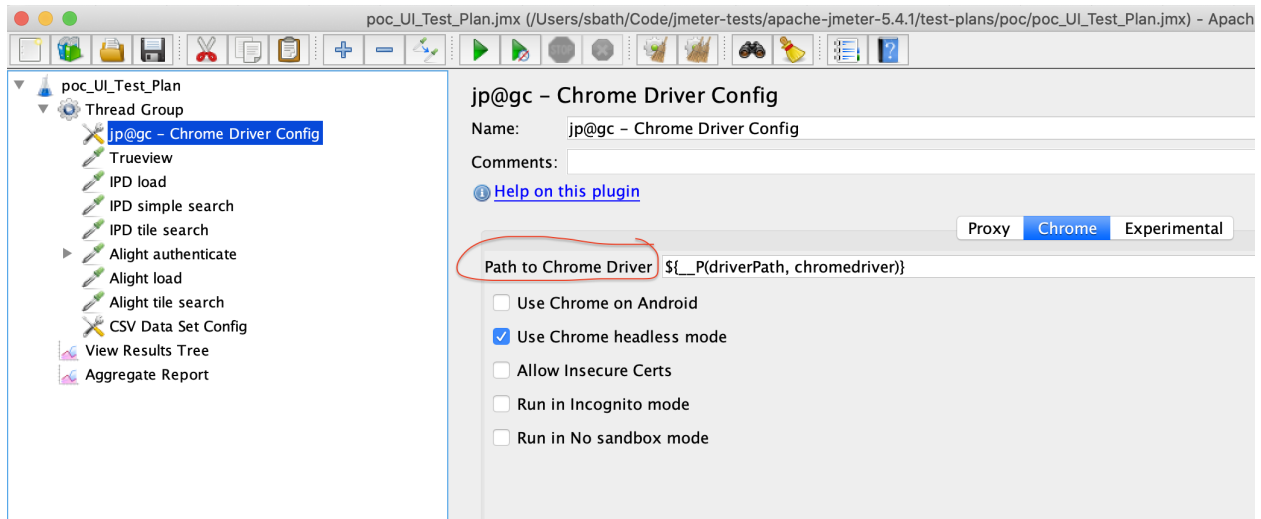 poc_UI_Test_Plan.jmx (/Users/sbath/Code/jmeter-tests/apache-jmeter-5.4.1/test-plans/poc/poc_UI_Test_Plan.jmx) - Apach
STOP
?
poc_UI_Test_Plan
Thread Group
jp@gc - Chrome Driver Config
Trueview
IPD load
IPD simple search
IPD tile search
Alight authenticate
Alight load
Alight tile search
CSV Data Set Config
View Results Tree
Aggregate Report
jp@gc - Chrome Driver Config
Name: jp@gc - Chrome Driver Config
Comments:
Help on this plugin
Proxy Chrome Experimental
Path to Chrome Driver ${__P(driverPath, chromedriver)}
Use Chrome on Android
Use Chrome headless mode
Allow Insecure Certs
Run in Incognito mode
Run in No sandbox mode